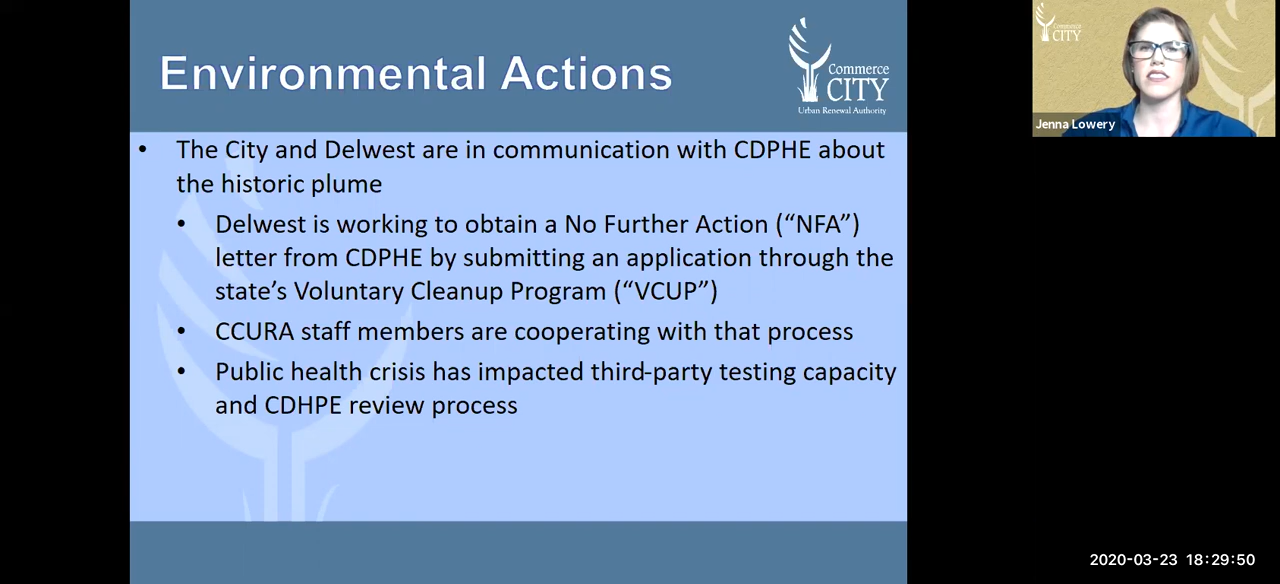 Environmental Actions
Commerce
CITY
Urban Renewal Authority
• The City and Delwest are in communication with CDPHE about
the historic plume
• Delwest is working to obtain a No Further Action (“NFA”)
letter from CDPHE by submitting an application through the
state’s Voluntary Cleanup Program (“VCUP”)
• CCURA staff members are cooperating with that process
• Public health crisis has impacted third-party testing capacity
and CDHPE review process
Commerce
CITY
Jenna Lowery
2020-03-23 18:29:50